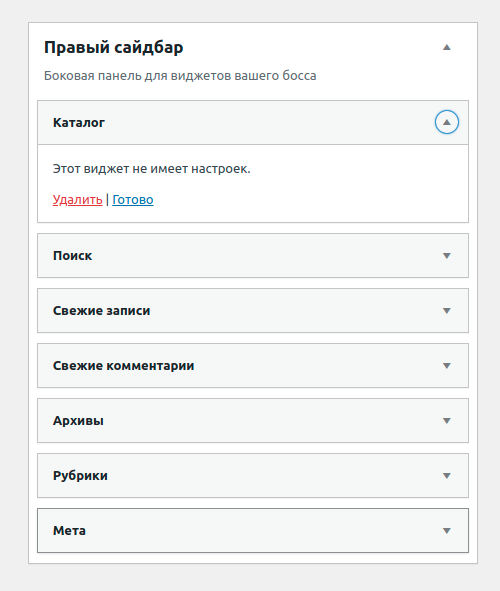 Правый сайдбар
Боковая панель для виджетов вашего босса
Каталог
Этот виджет не имеет настроек.
Удалить | Готово
Поиск
Свежие записи
Свежие комментарии
Архивы
Рубрики
Мета